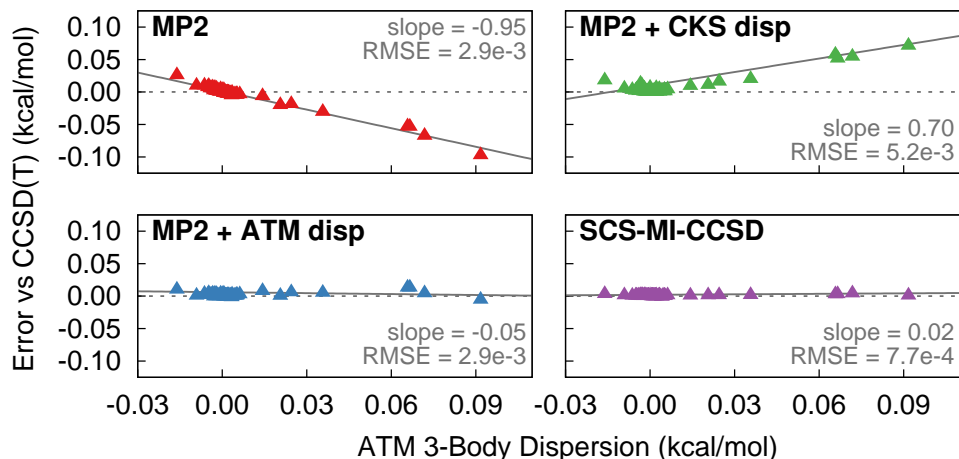 MP2
slope = -0.95
RMSE = 2.9e-3
MP2 + CKS disp
slope = 0.70
RMSE = 5.2e-3
0.10
0.05
0.00
-0.05
-0.10
MP2 + ATM disp
slope = -0.05
RMSE = 2.9e-3
SCS-MI-CCSD
slope = 0.02
RMSE = 7.7e-4
0.10
0.05
0.00
-0.05
-0.10
Error vs CCSD(T) (kcal/mol)
-0.03 0.00 0.03 0.06 0.09 -0.03 0.00 0.03 0.06 0.09
ATM 3-Body Dispersion (kcal/mol)